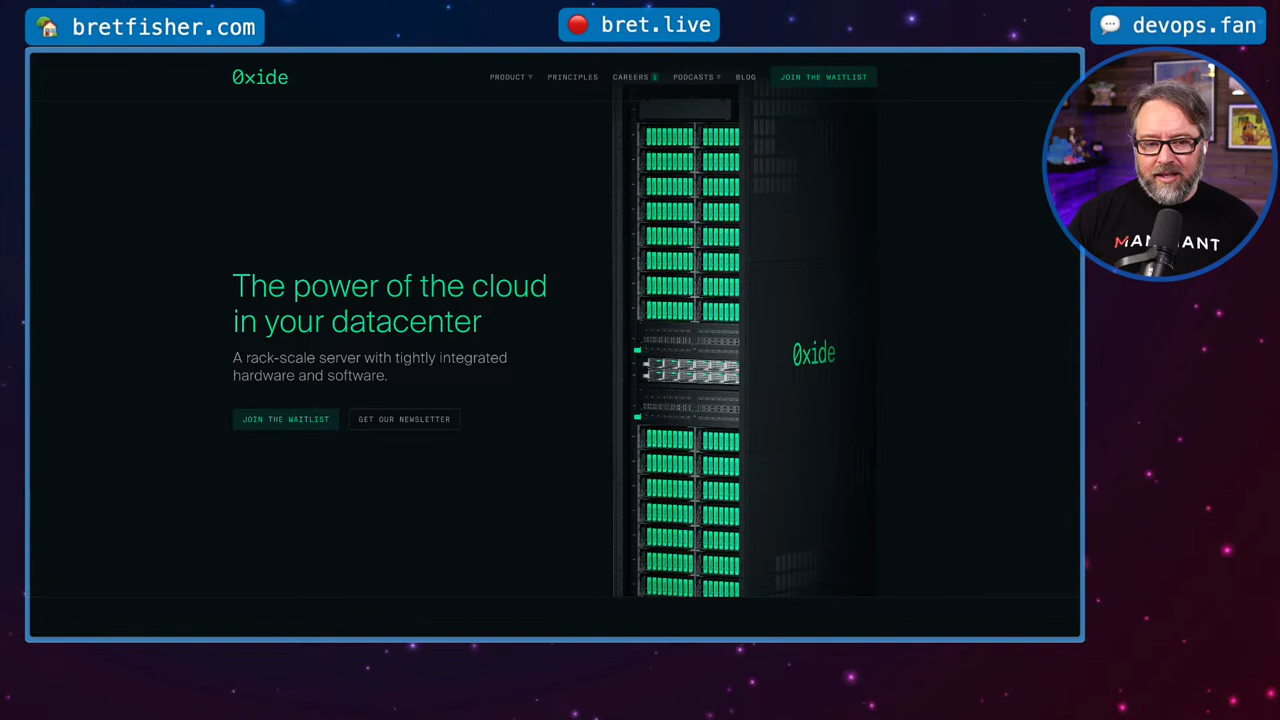 bretfisher.com
bret.live
devops.fan
0xide
PRODUCT
PRINCIPLES
CAREERS 1
PODCASTS
BLOG
JOIN THE WAITLIST
The power of the cloud
in your datacenter
A rack-scale server with tightly integrated
hardware and software.
JOIN THE WAITLIST
GET OUR NEWSLETTER
0xide